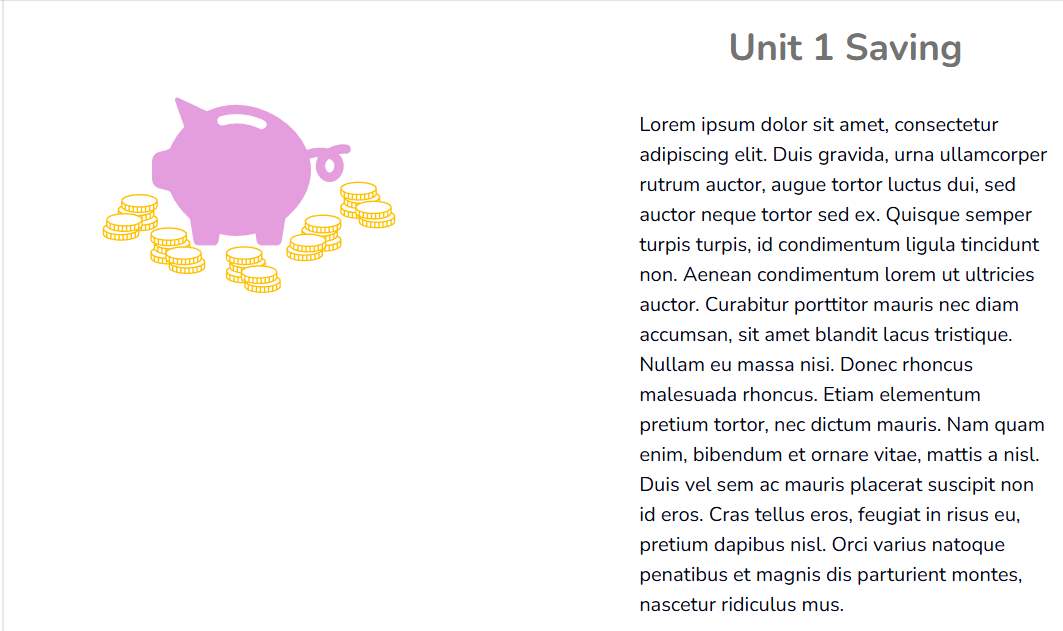 Unit 1 Saving
Lorem ipsum dolor sit amet, consectetur
adipiscing elit. Duis gravida, urna ullamcorper
rutrum auctor, augue tortor luctus dui, sed
auctor neque tortor sed ex. Quisque semper
turpis turpis, id condimentum ligula tincidunt
non. Aenean condimentum lorem ut ultricies
auctor. Curabitur porttitor mauris nec diam
accumsan, sit amet blandit lacus tristique.
Nullam eu massa nisi. Donec rhoncus
malesuada rhoncus. Etiam elementum
pretium tortor, nec dictum mauris. Nam quam
enim, bibendum et ornare vitae, mattis a nisl.
Duis vel sem ac mauris placerat suscipit non
id eros. Cras tellus eros, feugiat in risus eu,
pretium dapibus nisl. Orci varius natoque
penatibus et magnis dis parturient montes,
nascetur ridiculus mus.